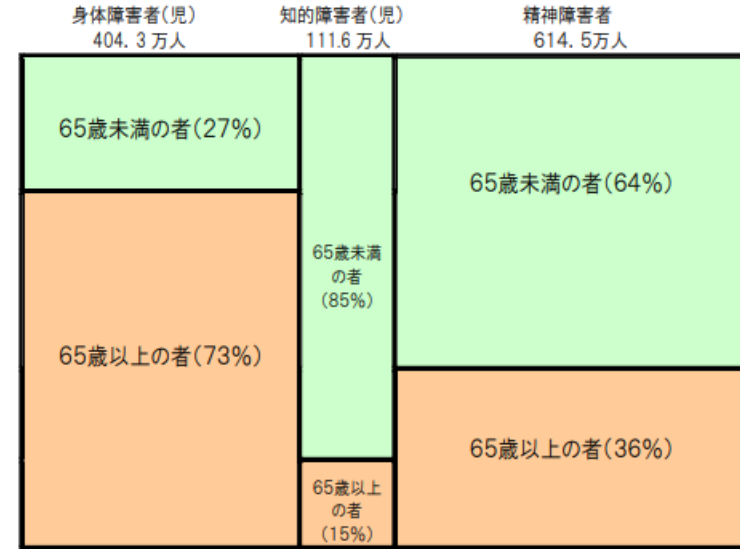 身体障害者(児)
404.3万人
知的障害者(児)
111.6万人
精神障害者
614.5万人
65歳未満の者(27%)
65歳以上の者(73%)
65歳未満
の者
(85%)
65歳以上
の者
(15%)
65歳未満の者(64%)
65歳以上の者(36%)